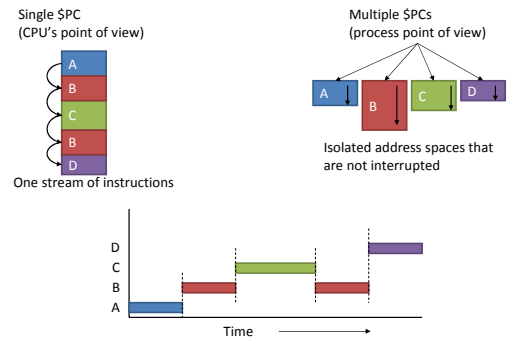 Single $PC
(CPU's point of view)
A
B
C
B
D
One stream of instructions
Multiple $PCs
(process point of view)
A
B
C
D
Isolated address spaces that
are not interrupted
D
C
B
A
Time